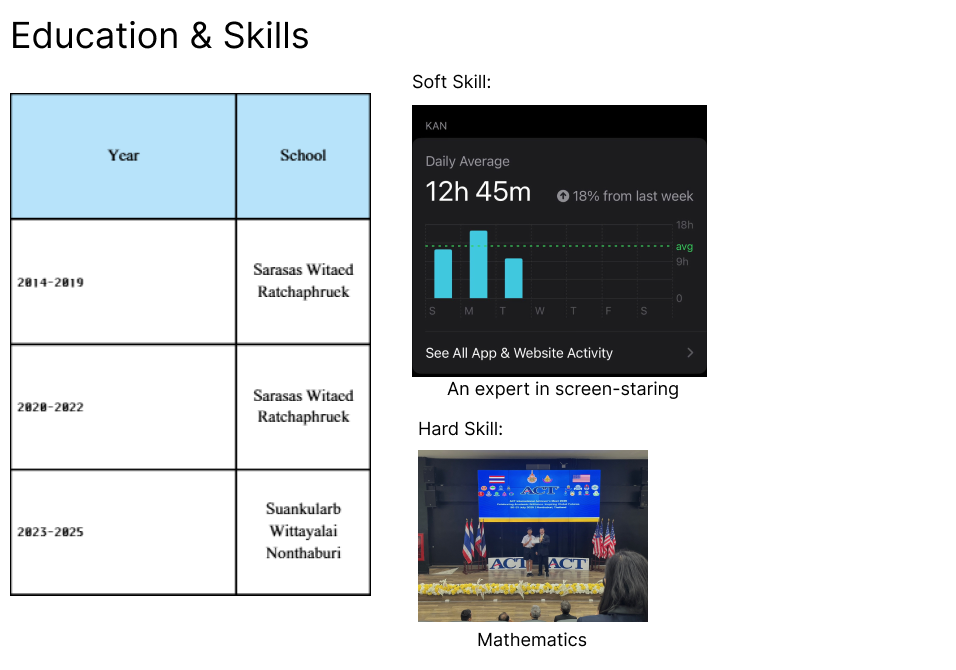 Education & Skills
Year
School
2014-2019
Sarasas Witaed
Ratchaphruek
2020-2022
Sarasas Witaed
Ratchaphruek
2023-2025
Suankularb
Wittayalai
Nonthaburi
Soft Skill:
KAN
Daily Average
12h 45m
18% from last week
18h
avg
9h
0
S M T W T F S
See All App & Website Activity
An expert in screen-staring
Hard Skill:
ACT
ACT ACT
Mathematics